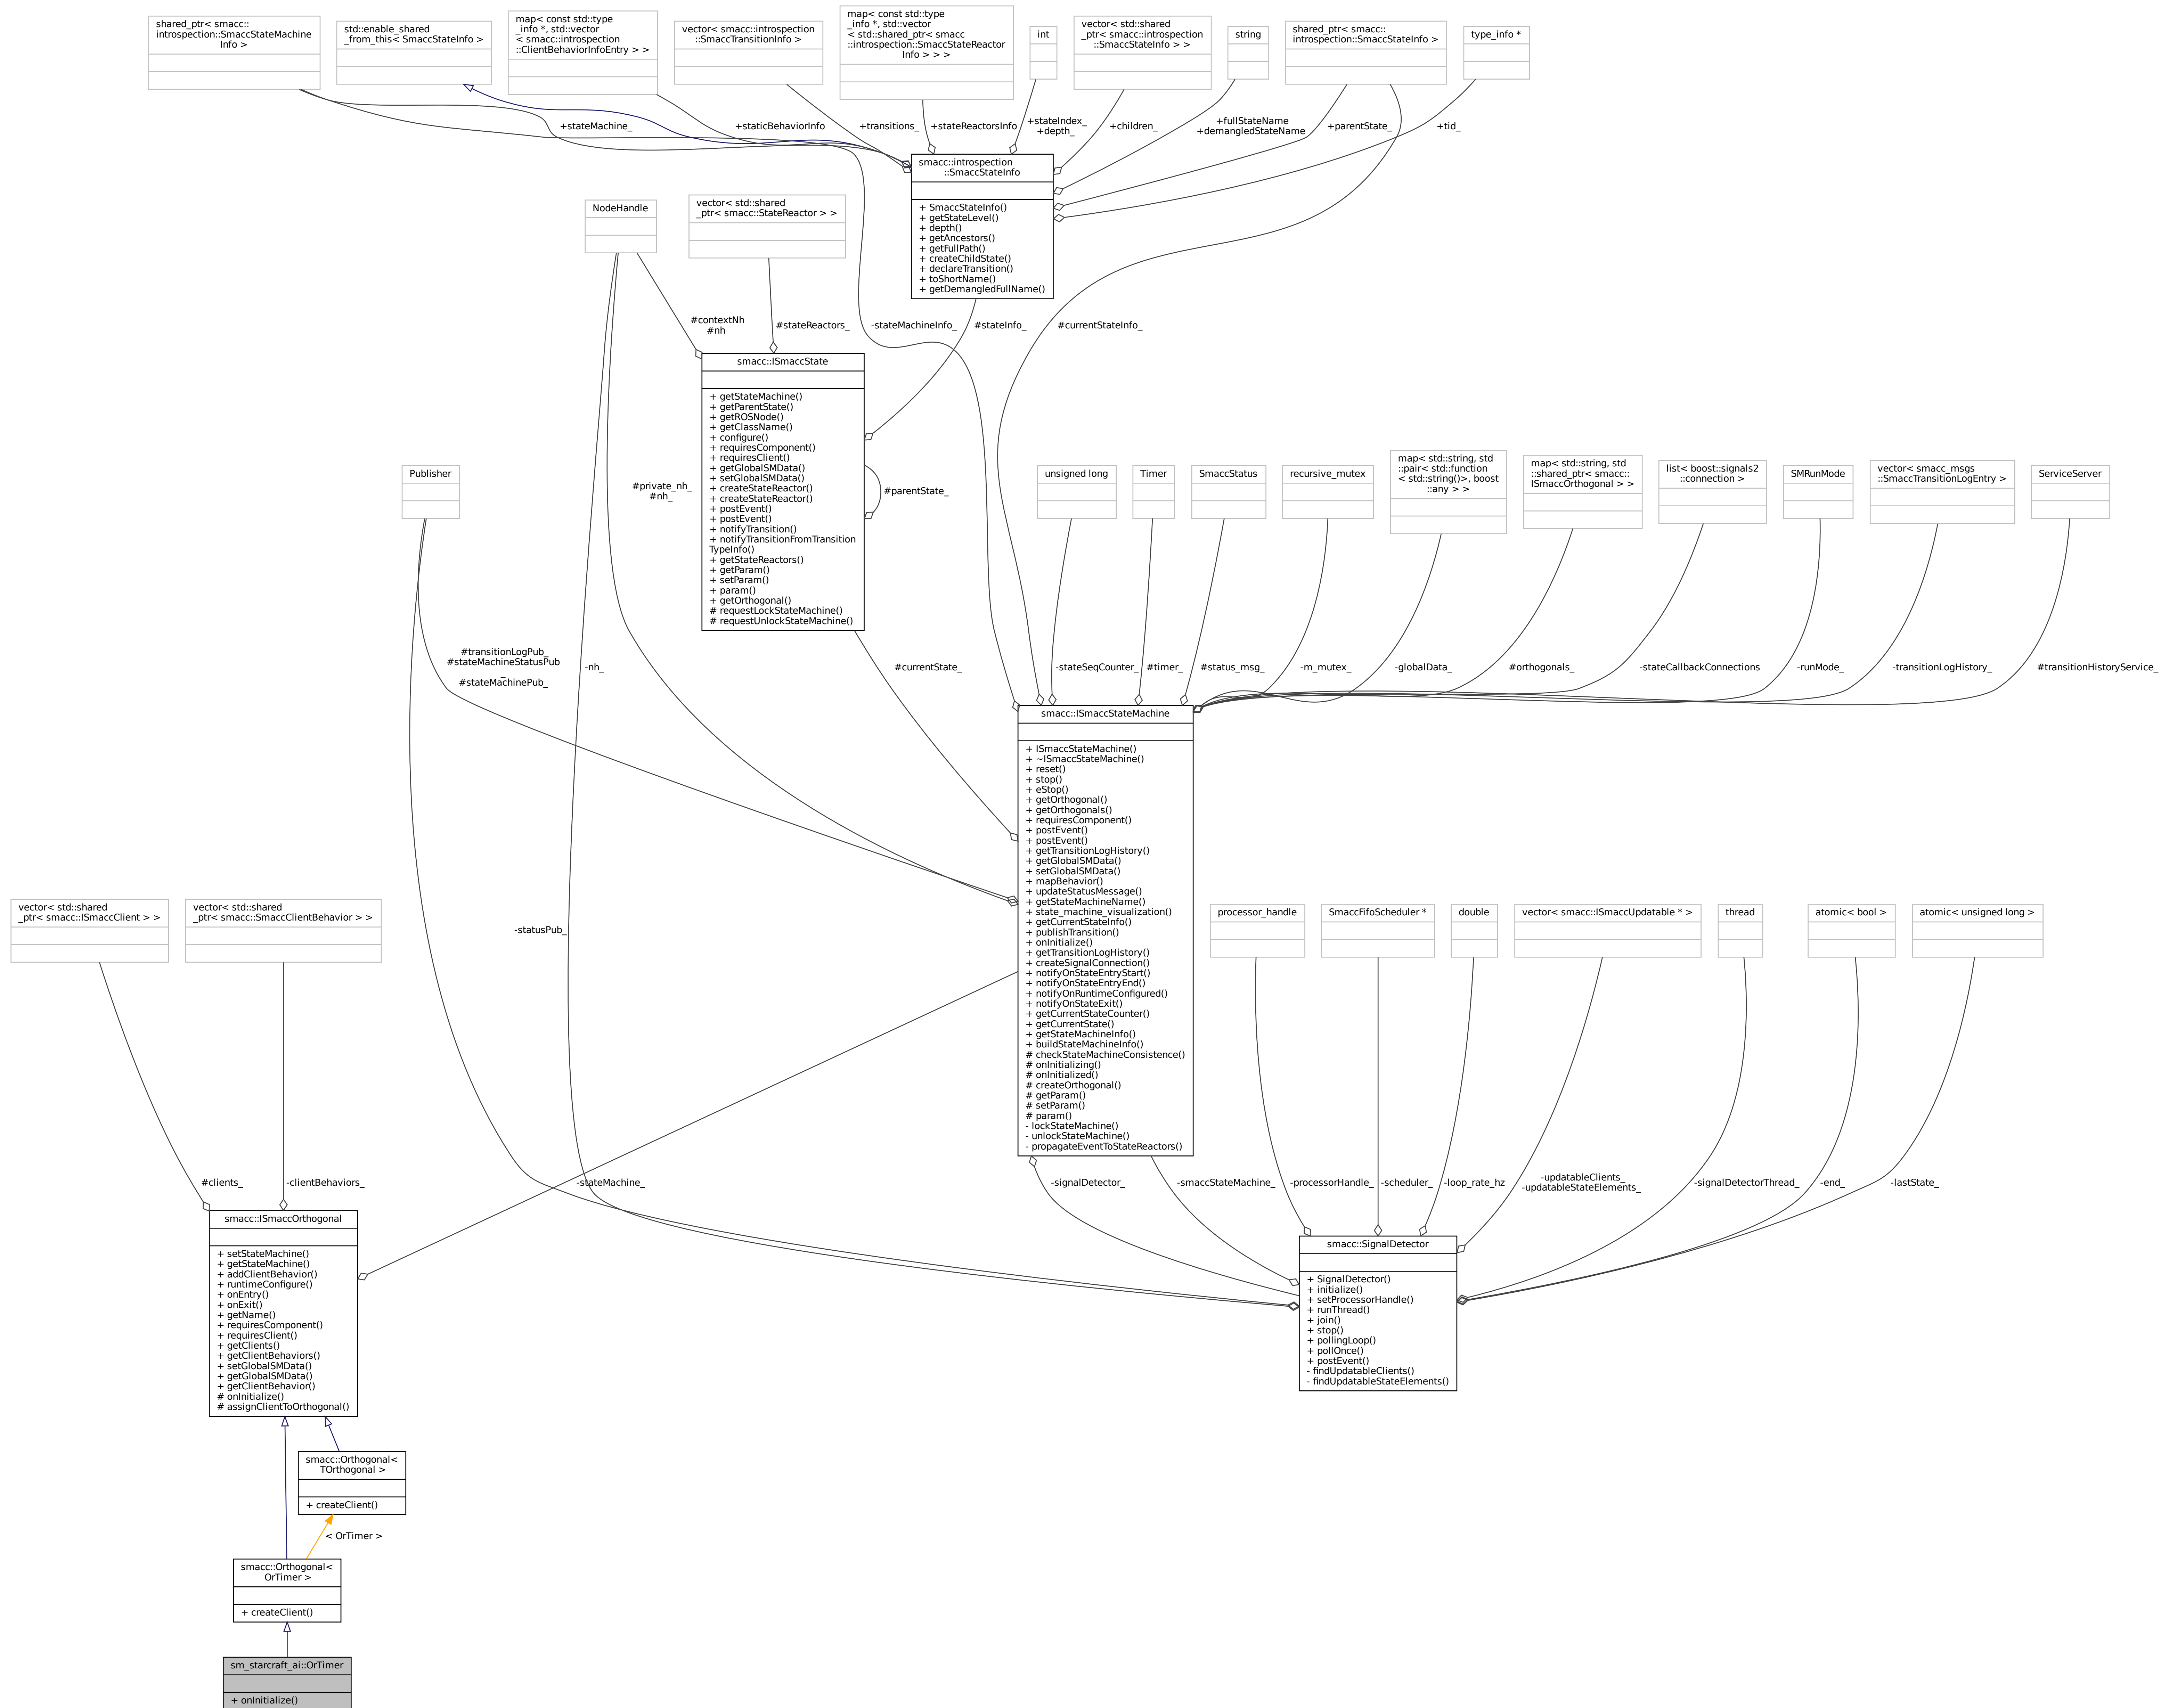 shared_ptr< smacc::
introspection::SmaccStateMachine
Info >
std::enable_shared
_from_this< SmaccStateInfo >
map< const std::type
_info *, std::vector
< smacc::introspection
::ClientBehaviorInfoEntry > >
vector< smacc::introspection
::SmaccTransitionInfo >
map< const std::type
_info *, std::vector
< std::shared_ptr< smacc
::introspection::SmaccStateReactor
Info > > >
int
vector< std::shared
_ptr< smacc::introspection
::SmaccStateInfo > >
string
shared_ptr< smacc::
introspection::SmaccStateInfo >
type_info *
+stateMachine_
+staticBehaviorInfo
+transitions_
+stateReactorsInfo
+stateIndex_
+depth_
+children_
+fullStateName
+demangledStateName
+parentState_
+tid_
smacc::introspection
::SmaccStateInfo
+ SmaccStateInfo()
+ getStateLevel()
+ depth()
+ getAncestors()
+ getFullPath()
+ createChildState()
+ declareTransition()
+ toShortName()
+ getDemangledFullName()
NodeHandle
vector< std::shared
_ptr< smacc::StateReactor > >
#contextNh
#nh
#stateReactors_
-stateMachineInfo_
#stateInfo_
#currentStateInfo_
smacc::ISmaccState
+ getStateMachine()
+ getParentState()
+ getROSNode()
+ getClassName()
+ configure()
+ requiresComponent()
+ requiresClient()
+ getGlobalSMData()
+ setGlobalSMData()
+ createStateReactor()
+ createStateReactor()
+ postEvent()
+ postEvent()
+ notifyTransition()
+ notifyTransitionFromTransition
TypeInfo()
+ getStateReactors()
+ getParam()
+ setParam()
+ param()
+ getOrthogonal()
# requestLockStateMachine()
# requestUnlockStateMachine()
#parentState_
#private_nh_
#nh_
Publisher
unsigned long
Timer
SmaccStatus
recursive_mutex
map< std::string, std
::pair< std::function
< std::string()>, boost
::any > >
map< std::string, std
::shared_ptr< smacc::
ISmaccOrthogonal > >
list< boost::signals2
::connection >
SMRunMode
vector< smacc_msgs
::SmaccTransitionLogEntry >
ServiceServer
#transitionLogPub_
#stateMachineStatusPub
_
#stateMachinePub_
-nh_
#currentState_
-stateSeqCounter_
#timer_
#status_msg_
-m_mutex_
-globalData_
#orthogonals_
-stateCallbackConnections
-runMode_
-transitionLogHistory_
#transitionHistoryService_
smacc::ISmaccStateMachine
+ ISmaccStateMachine()
+ ~ISmaccStateMachine()
+ reset()
+ stop()
+ eStop()
+ getOrthogonal()
+ getOrthogonals()
+ requiresComponent()
+ postEvent()
+ postEvent()
+ getTransitionLogHistory()
+ getGlobalSMData()
+ setGlobalSMData()
+ mapBehavior()
+ updateStatusMessage()
+ getStateMachineName()
+ state_machine_visualization()
+ getCurrentStateInfo()
+ publishTransition()
+ onInitialize()
+ getTransitionLogHistory()
+ createSignalConnection()
+ notifyOnStateEntryStart()
+ notifyOnStateEntryEnd()
+ notifyOnRuntimeConfigured()
+ notifyOnStateExit()
+ getCurrentStateCounter()
+ getCurrentState()
+ getStateMachineInfo()
+ buildStateMachineInfo()
# checkStateMachineConsistence()
# onInitializing()
# onInitialized()
# createOrthogonal()
# getParam()
# setParam()
# param()
- lockStateMachine()
- unlockStateMachine()
- propagateEventToStateReactors()
vector< std::shared
_ptr< smacc::ISmaccClient > >
vector< std::shared
_ptr< smacc::SmaccClientBehavior > >
-statusPub_
processor_handle
SmaccFifoScheduler *
double
vector< smacc::ISmaccUpdatable * >
thread
atomic< bool >
atomic< unsigned long >
#clients_
-clientBehaviors_
-stateMachine_
-signalDetector_
-smaccStateMachine_
-processorHandle_
-scheduler_
-loop_rate_hz
-updatableClients_
-updatableStateElements_
-signalDetectorThread_
-end_
-lastState_
smacc::ISmaccOrthogonal
+ setStateMachine()
+ getStateMachine()
+ addClientBehavior()
+ runtimeConfigure()
+ onEntry()
+ onExit()
+ getName()
+ requiresComponent()
+ requiresClient()
+ getClients()
+ getClientBehaviors()
+ setGlobalSMData()
+ getGlobalSMData()
+ getClientBehavior()
# onInitialize()
# assignClientToOrthogonal()
smacc::SignalDetector
+ SignalDetector()
+ initialize()
+ setProcessorHandle()
+ runThread()
+ join()
+ stop()
+ pollingLoop()
+ pollOnce()
+ postEvent()
- findUpdatableClients()
- findUpdatableStateElements()
smacc::Orthogonal<
TOrthogonal >
+ createClient()
< OrTimer >
smacc::Orthogonal<
OrTimer >
+ createClient()
sm_starcraft_ai::OrTimer
+ onInitialize()